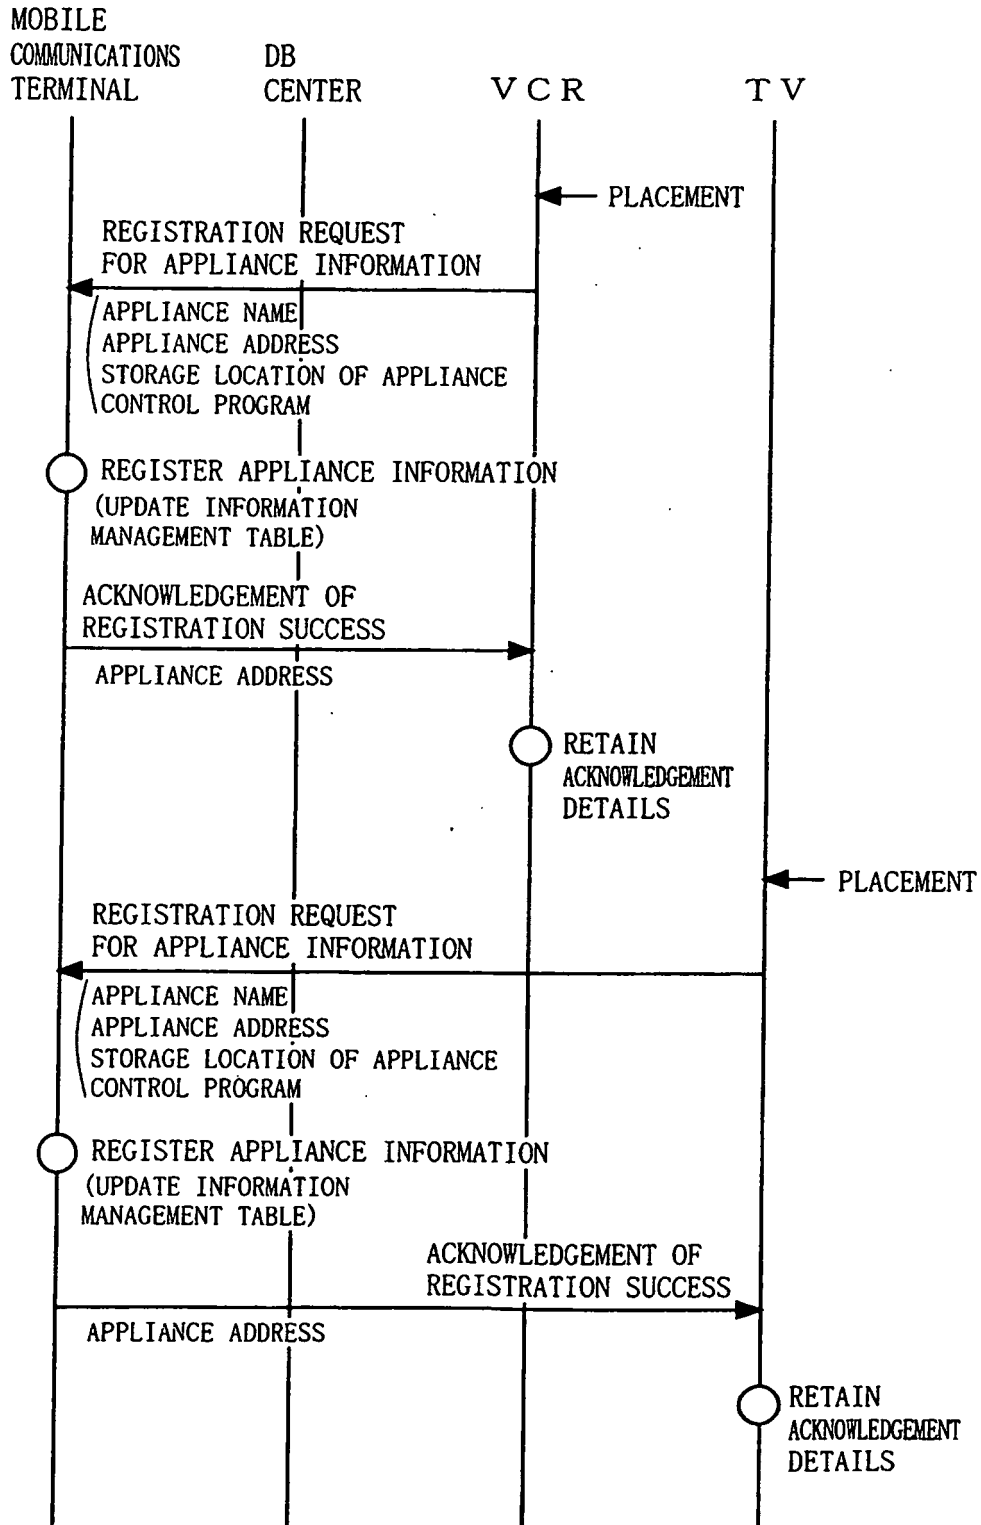 MOBILE
COMMUNICATIONS
TERMINAL
DB
CENTER
VCR
TV
PLACEMENT
REGISTRATION REQUEST
FOR APPLIANCE INFORMATION
APPLIANCE NAME
APPLIANCE ADDRESS
STORAGE LOCATION OF APPLIANCE
CONTROL PROGRAM
REGISTER APPLIANCE INFORMATION
(UPDATE INFORMATION
MANAGEMENT TABLE)
ACKNOWLEDGEMENT OF
REGISTRATION SUCCESS
APPLIANCE ADDRESS
RETAIN
ACKNOWLEDGEMENT
DETAILS
PLACEMENT
REGISTRATION REQUEST
FOR APPLIANCE INFORMATION
APPLIANCE NAME
APPLIANCE ADDRESS
STORAGE LOCATION OF APPLIANCE
CONTROL PROGRAM
REGISTER APPLIANCE INFORMATION
(UPDATE INFORMATION
MANAGEMENT TABLE)
ACKNOWLEDGEMENT OF
REGISTRATION SUCCESS
APPLIANCE ADDRESS
RETAIN
ACKNOWLEDGEMENT
DETAILS